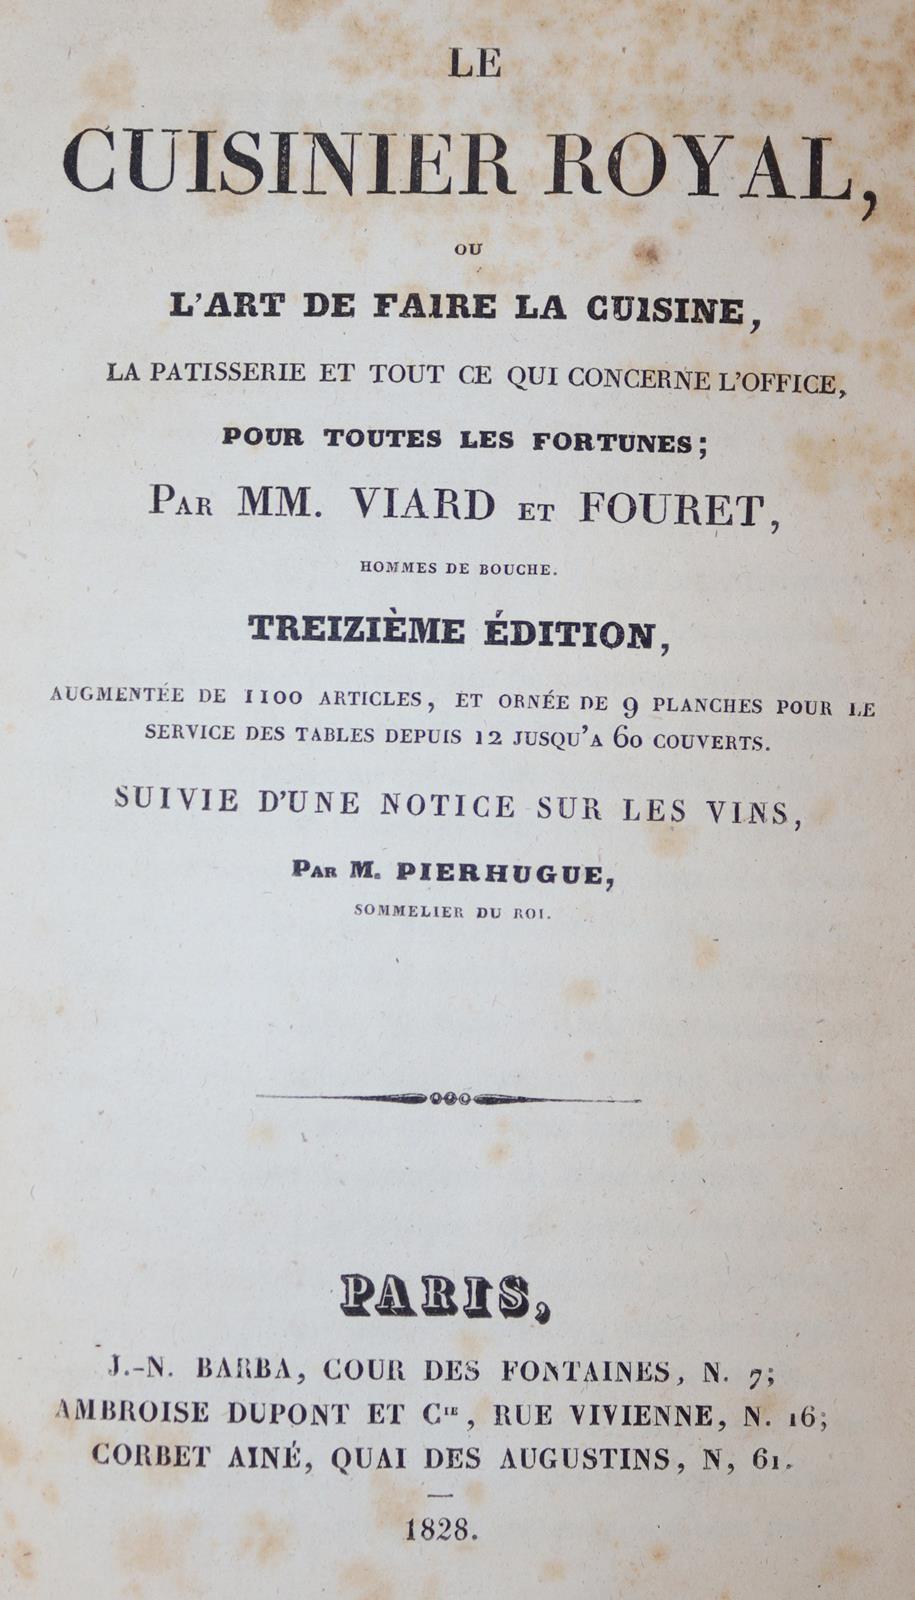 LE
CUISINIER ROYAL,
OU
L'ART DE FAIRE LA CUISINE,
LA PATISSERIE ET TOUT CE QUI CONCERNE L'OFFICE,
POUR TOUTES LES FORTUNES;
PAR MM. VIARD ET FOURET,
HOMMES DE BOUCHE.
TREIZIÈME ÉDITION,
AUGMENTÉE DE 1100 ARTICLES, ET ORNÉE DE 9 PLANCHES POUR LE
SERVICE DES TABLES DEPUIS 12 JUSQU'A 60 COUVERTS.
SUIVIE D'UNE NOTICE SUR LES VINS,
PAR M. PIERHUGUE,
SOMMELIER DU ROI.
PARIS,
J.-N. BARBA, COUR DES FONTAINES, N. 7;
AMBROISE DUPONT ET Cie, RUE VIVIENNE, N. 16;
CORBET AINÉ, QUAI DES AUGUSTINS, N, 61.
1828.